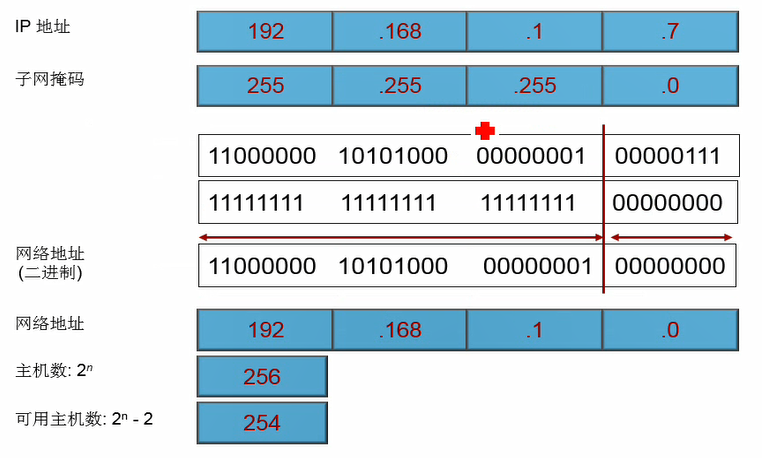 IP 地址 192 .168 .1 .7
子网掩码 255 .255 .255 .0
11000000 10101000 00000001 00000111
11111111 11111111 11111111 00000000
网络地址
(二进制)
11000000 10101000 00000001 00000000
网络地址 192 .168 .1 .0
主机数: 2ⁿ 256
可用主机数: 2ⁿ - 2 254